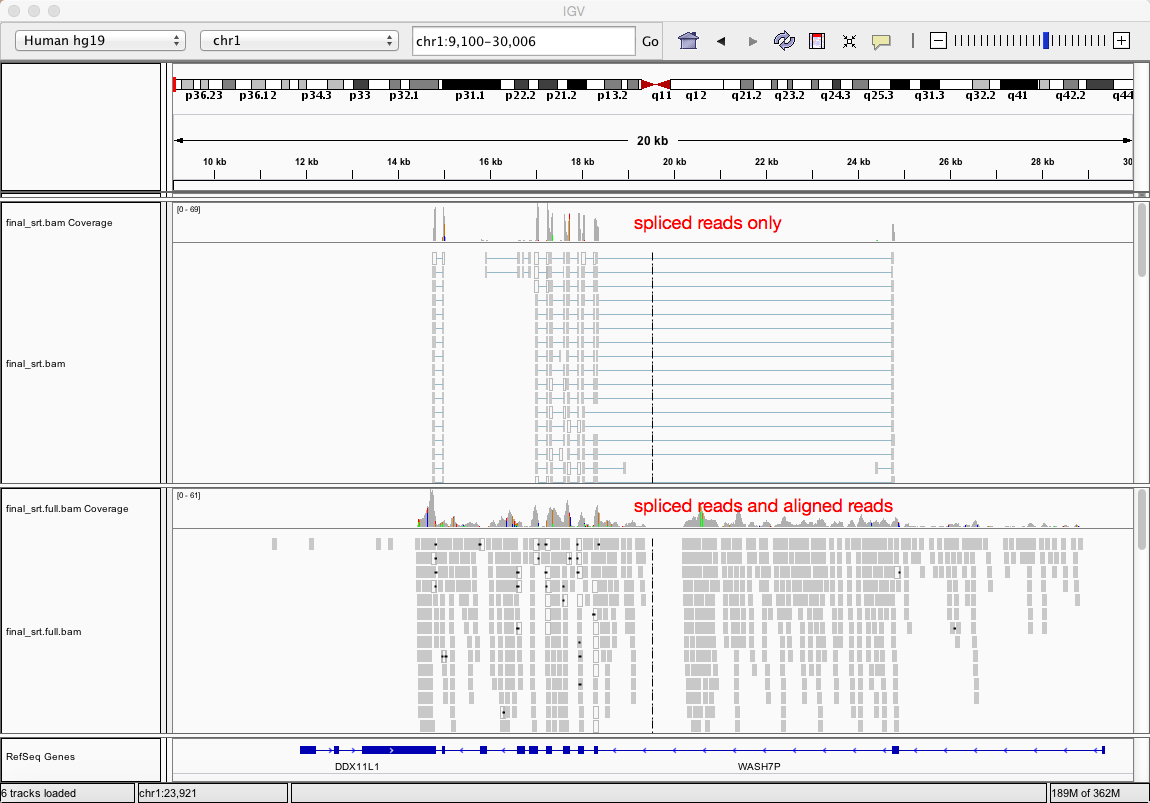 IGV
Human hg19 chr1 chr1:9,100-30,006 Go
p36.23 p36.12 p34.3 p33 p32.1 p31.1 p22.2 p21.2 p13.2 q11 q12 q21.2 q23.2 q24.3 q25.3 q31.3 q32.2 q41 q42.2 q44
20 kb
10 kb 12 kb 14 kb 16 kb 18 kb 20 kb 22 kb 24 kb 26 kb 28 kb 30
[0 - 69]
final_srt.bam Coverage
spliced reads only
final_srt.bam
[0 - 61]
final_srt.full.bam Coverage
spliced reads and aligned reads
final_srt.full.bam
RefSeq Genes
DDX11L1 WASH7P
6 tracks loaded chr1:23,921 189M of 362M